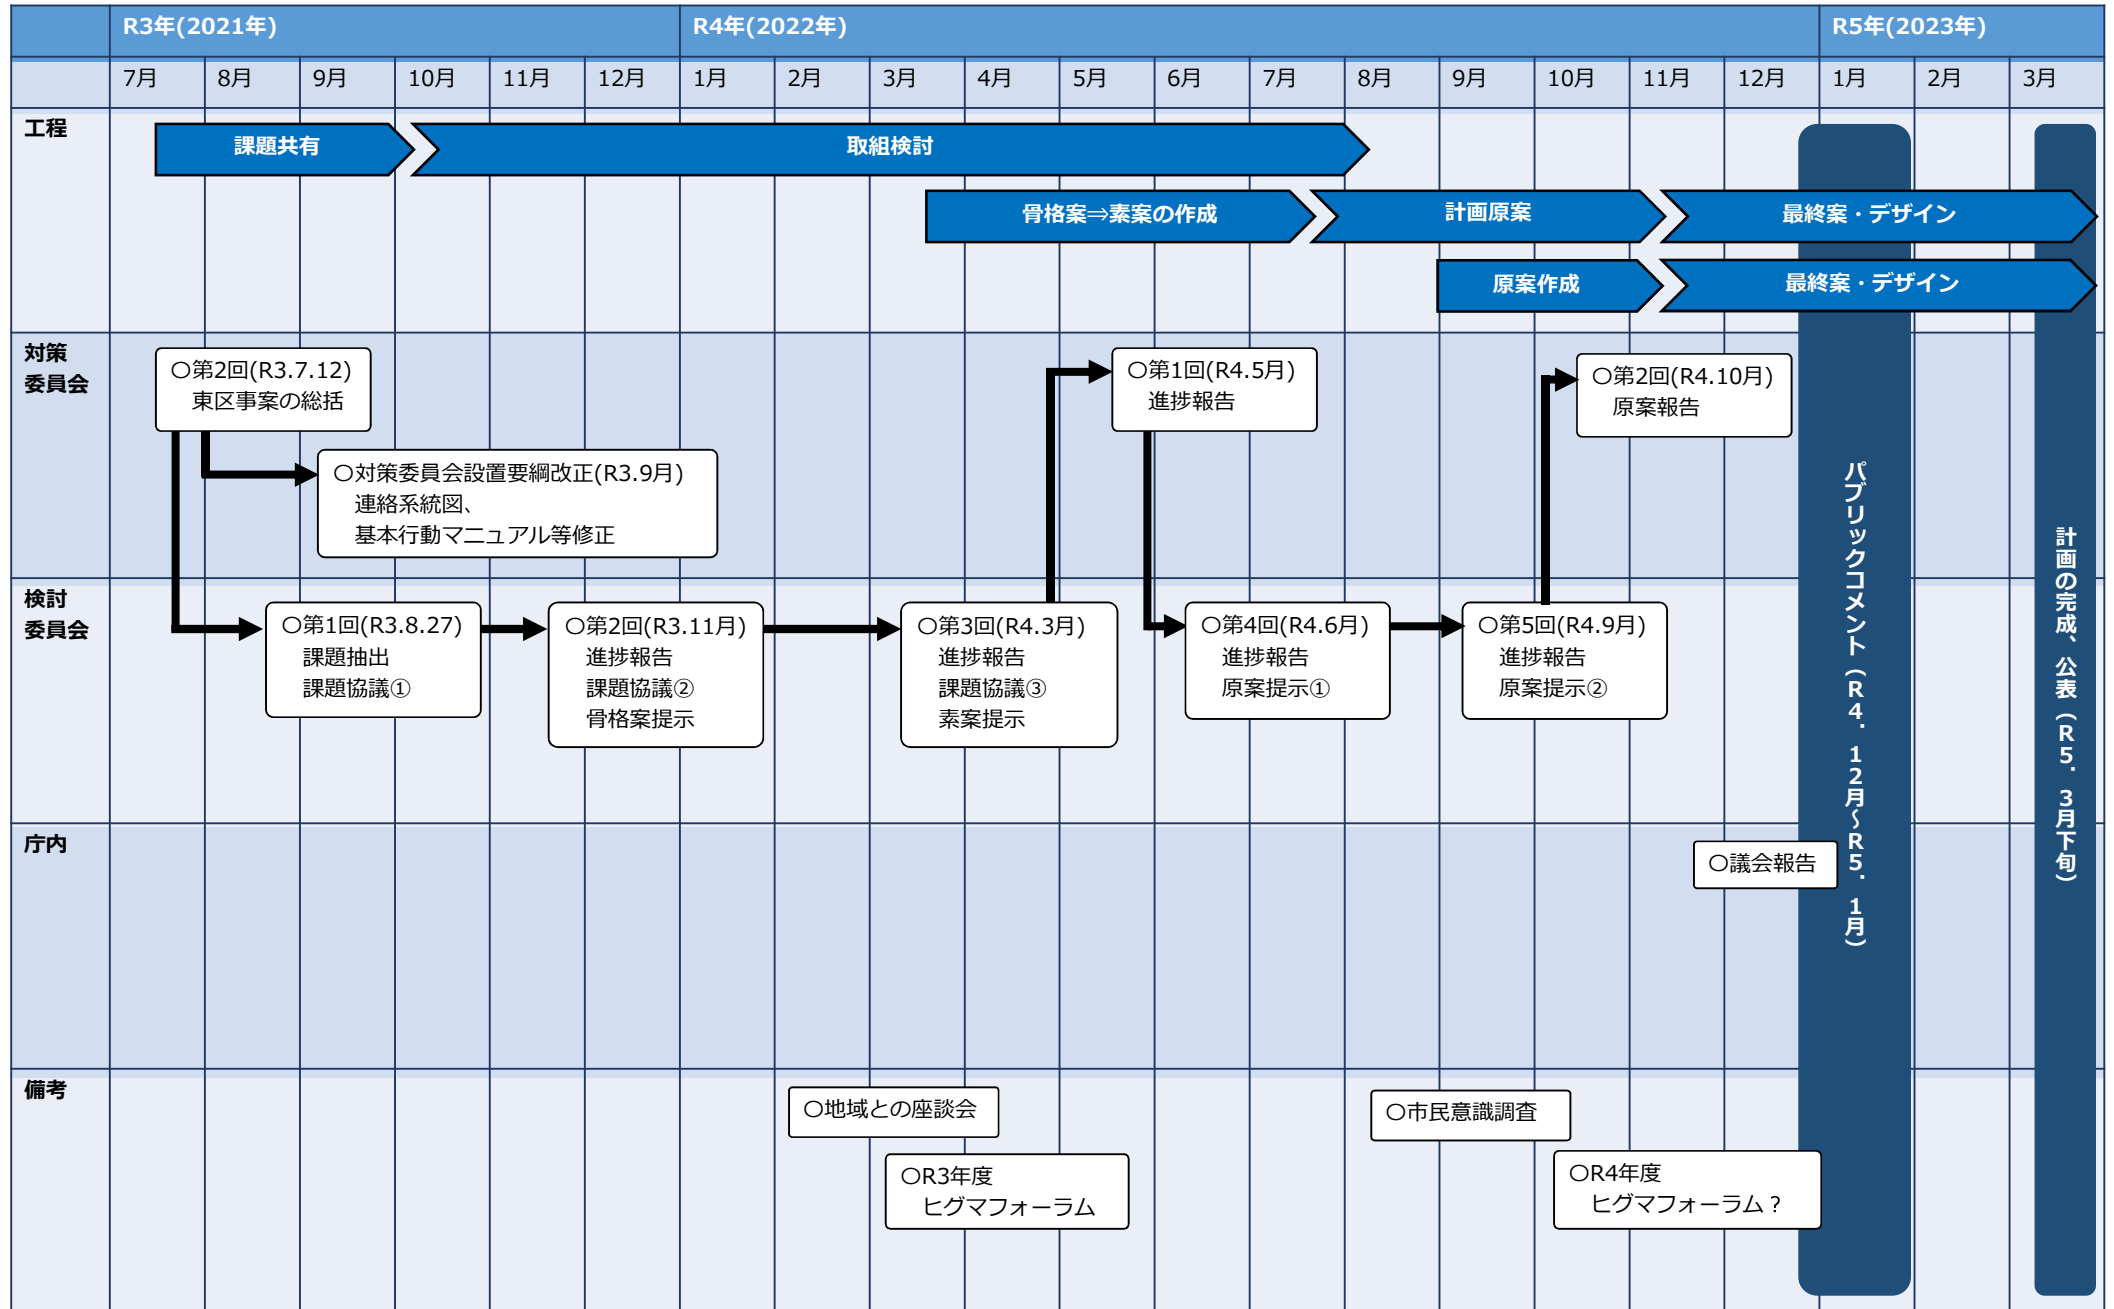 R3年(2021年)
R4年(2022年)
R5年(2023年)
7月
8月
9月
10月
11月
12月
1月
2月
3月
4月
5月
6月
7月
8月
9月
10月
11月
12月
1月
2月
3月
工程
課題共有
取組検討
骨格案⇒素案の作成
計画原案
最終案・デザイン
原案作成
最終案・デザイン
対策
委員会
〇第2回(R3.7.12)
東区事案の総括
〇対策委員会設置要綱改正(R3.9月)
連絡系統図、
基本行動マニュアル等修正
〇第1回(R4.5月)
進捗報告
〇第2回(R4.10月)
原案報告
検討
委員会
〇第1回(R3.8.27)
課題抽出
課題協議①
〇第2回(R3.11月)
進捗報告
課題協議②
骨格案提示
〇第3回(R4.3月)
進捗報告
課題協議③
素案提示
〇第4回(R4.6月)
進捗報告
原案提示①
〇第5回(R4.9月)
進捗報告
原案提示②
パブリックコメント（R4．12月～R5．1月）
計画の完成、公表（R5．3月下旬）
庁内
〇議会報告
備考
〇地域との座談会
〇R3年度
ヒグマフォーラム
〇市民意識調査
〇R4年度
ヒグマフォーラム？